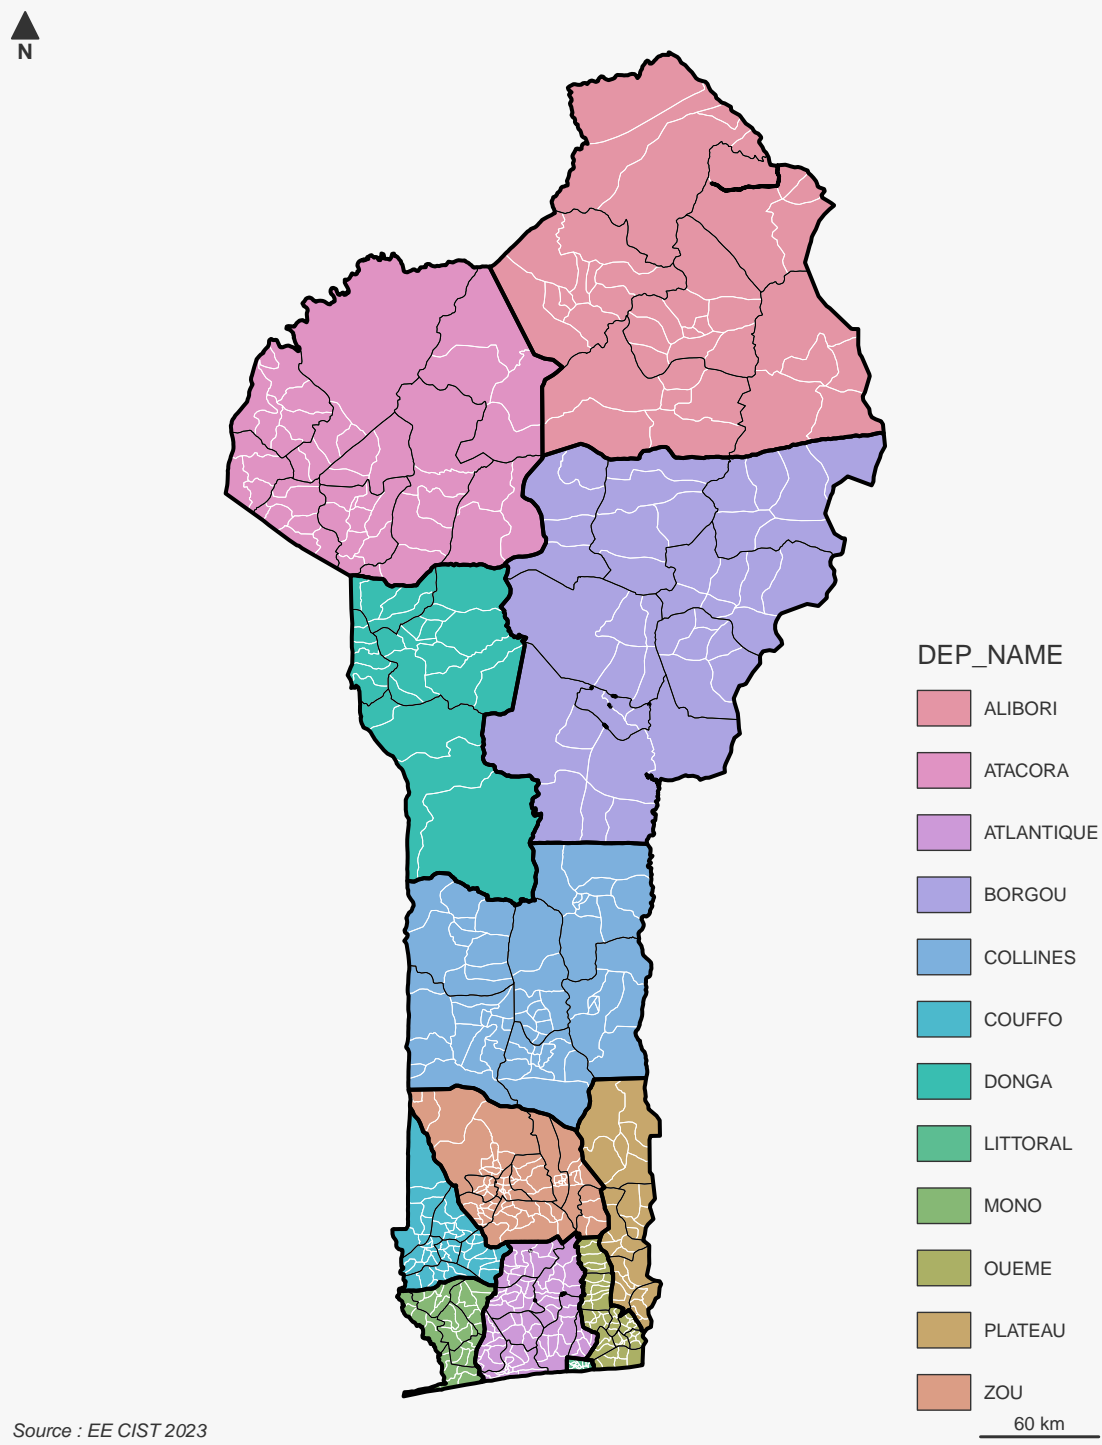 N
DEP_NAME
ALIBORI
ATACORA
ATLANTIQUE
BORGOU
COLLINES
COUFFO
DONGA
LITTORAL
MONO
OUEME
PLATEAU
ZOU
60 km
Source : EE CIST 2023